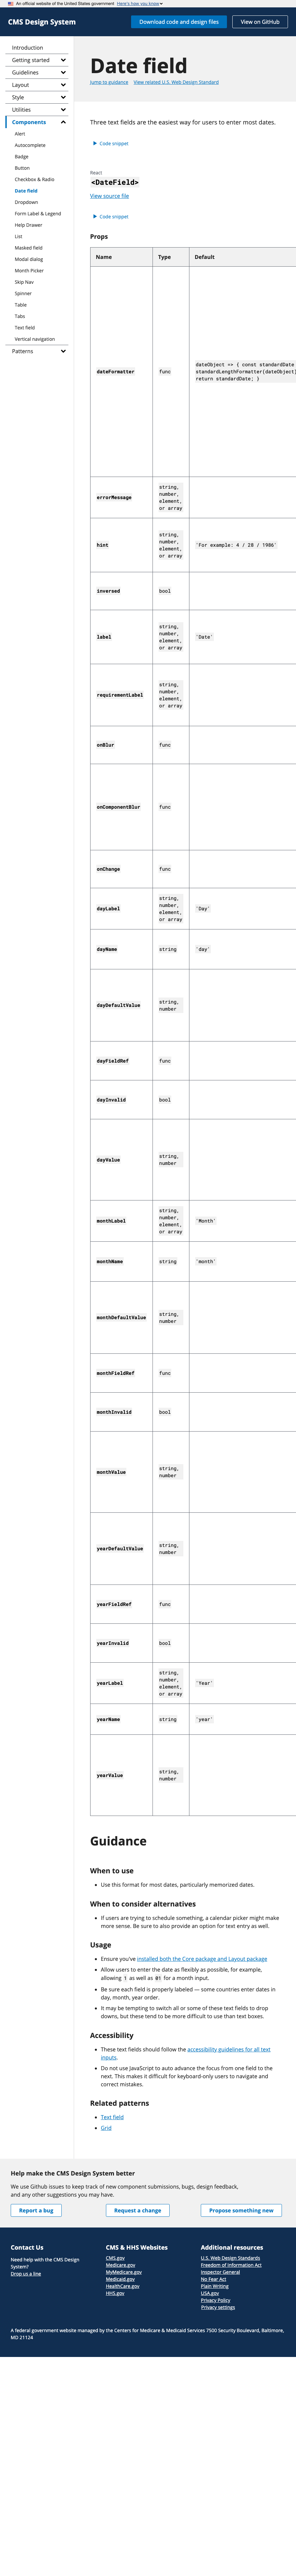 An official website of the United States government Here's how you know
CMS Design System
Download code and design files
View on GitHub
Introduction
Getting started
Guidelines
Layout
Style
Utilities
Components
Alert
Autocomplete
Badge
Button
Checkbox & Radio
Date field
Dropdown
Form Label & Legend
Help Drawer
List
Masked field
Modal dialog
Month Picker
Skip Nav
Spinner
Table
Tabs
Text field
Vertical navigation
Patterns
Date field
Jump to guidance View related U.S. Web Design Standard
Three text fields are the easiest way for users to enter most dates.
Code snippet
React
<DateField>
View source file
Code snippet
Props
Name Type Default
dateFormatter
func
dateObject => { const standardDate
standardLengthFormatter(dateObject)
return standardDate; }
errorMessage
string,
number,
element,
or array
hint
string,
number,
element,
or array
'For example: 4 / 28 / 1986'
inversed
bool
label
string,
number,
element,
or array
'Date'
requirementLabel
string,
number,
element,
or array
onBlur
func
onComponentBlur
func
onChange
func
dayLabel
string,
number,
element,
or array
'Day'
dayName
string
'day'
dayDefaultValue
string,
number
dayFieldRef
func
dayInvalid
bool
dayValue
string,
number
monthLabel
string,
number,
element,
or array
'Month'
monthName
string
'month'
monthDefaultValue
string,
number
monthFieldRef
func
monthInvalid
bool
monthValue
string,
number
yearDefaultValue
string,
number
yearFieldRef
func
yearInvalid
bool
yearLabel
string,
number,
element,
or array
'Year'
yearName
string
'year'
yearValue
string,
number
Guidance
When to use
Use this format for most dates, particularly memorized dates.
When to consider alternatives
If users are trying to schedule something, a calendar picker might make
more sense. Be sure to also provide an option for text entry as well.
Usage
Ensure you've installed both the Core package and Layout package
Allow users to enter the date as flexibly as possible, for example,
allowing 1 as well as 01 for a month input.
Be sure each field is properly labeled — some countries enter dates in
day, month, year order.
It may be tempting to switch all or some of these text fields to drop
downs, but these tend to be more difficult to use than text boxes.
Accessibility
These text fields should follow the accessibility guidelines for all text
inputs.
Do not use JavaScript to auto advance the focus from one field to the
next. This makes it difficult for keyboard-only users to navigate and
correct mistakes.
Related patterns
Text field
Grid
Help make the CMS Design System better
We use Github issues to keep track of new component submissions, bugs, design feedback,
and any other suggestions you may have.
Report a bug
Request a change
Propose something new
Contact Us
Need help with the CMS Design
System?
Drop us a line
CMS & HHS Websites
CMS.gov
Medicare.gov
MyMedicare.gov
Medicaid.gov
HealthCare.gov
HHS.gov
Additional resources
U.S. Web Design Standards
Freedom of Information Act
Inspector General
No Fear Act
Plain Writing
USA.gov
Privacy Policy
Privacy settings
A federal government website managed by the Centers for Medicare & Medicaid Services 7500 Security Boulevard, Baltimore,
MD 21124